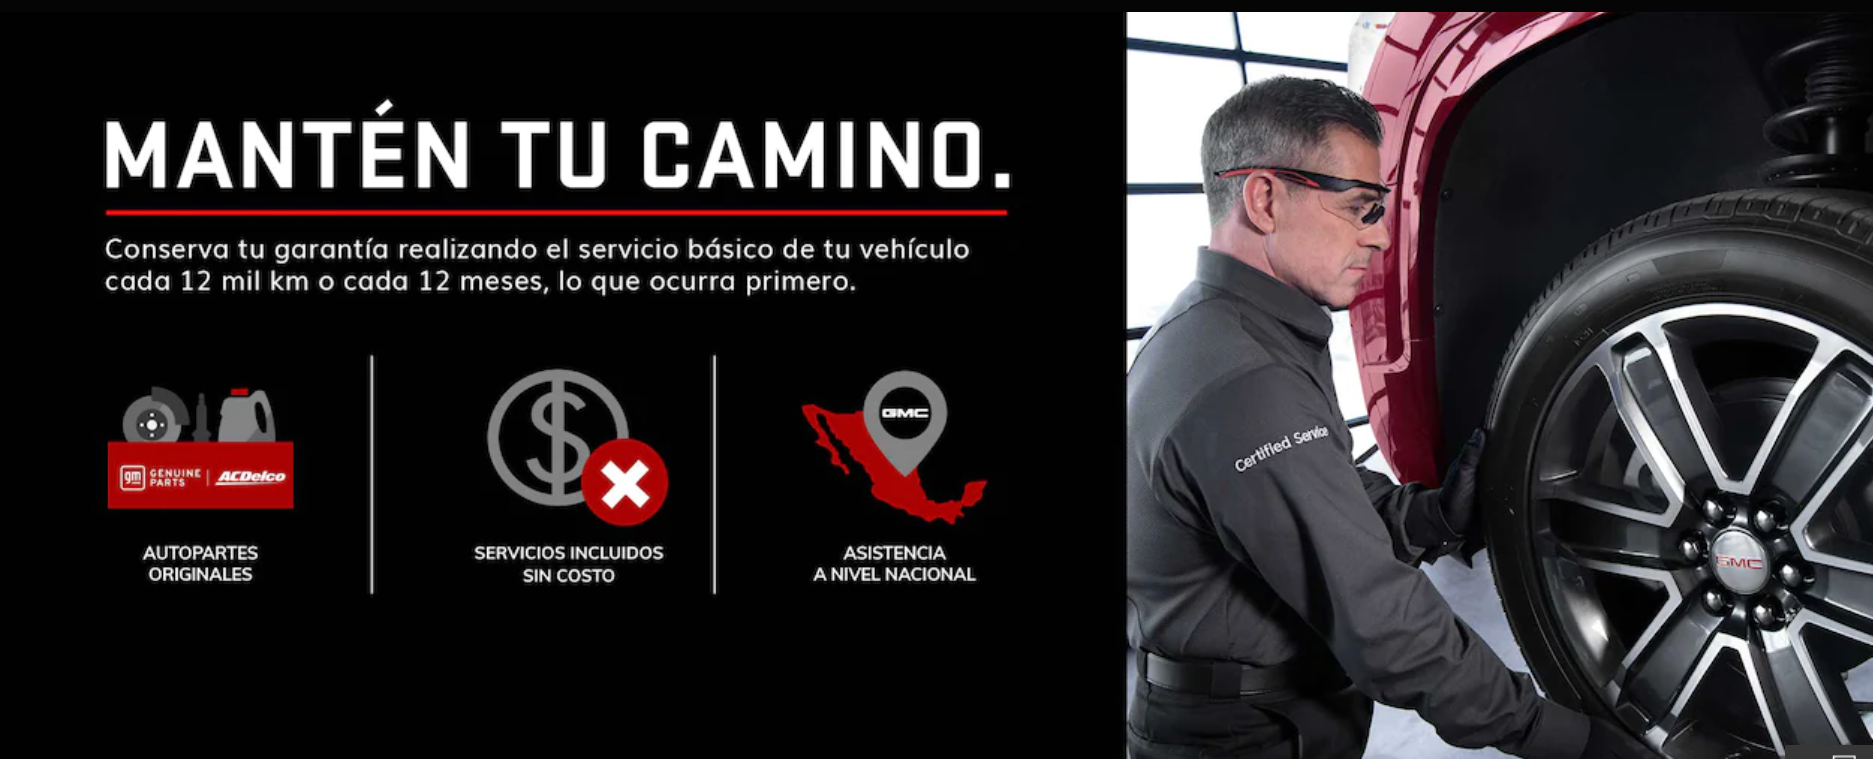 MANTÉN TU CAMINO.
Conserva tu garantía realizando el servicio básico de tu vehículo
cada 12 mil km o cada 12 meses, lo que ocurra primero.
gm GENUINE PARTS | ACDelco
AUTOPARTES
ORIGINALES
SERVICIOS INCLUIDOS
SIN COSTO
GMC
ASISTENCIA
A NIVEL NACIONAL
Certified Service
GMC